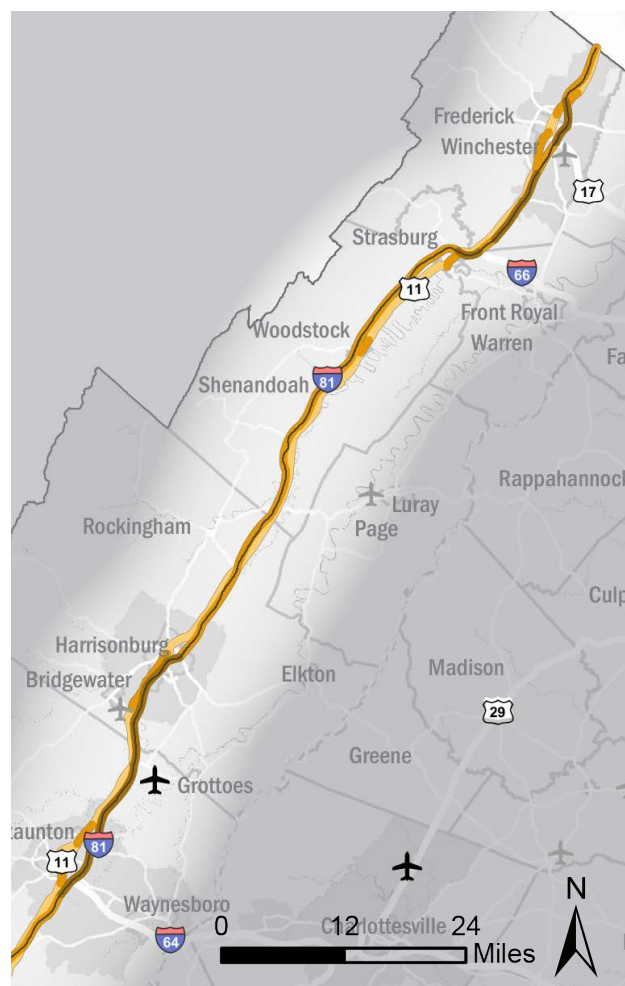 Frederick
Winchester
17
Strasburg
66
11
Front Royal
Woodstock
Warren
Fa
Shenandoah
81
Rappahannock
Luray
Rockingham
Page
Culp
Harrisonburg
Elkton
Madison
Bridgewater
29
Greene
Grottoes
taunton
81
11
N
Waynesboro
0 12 24
Charlottesville
64
Miles